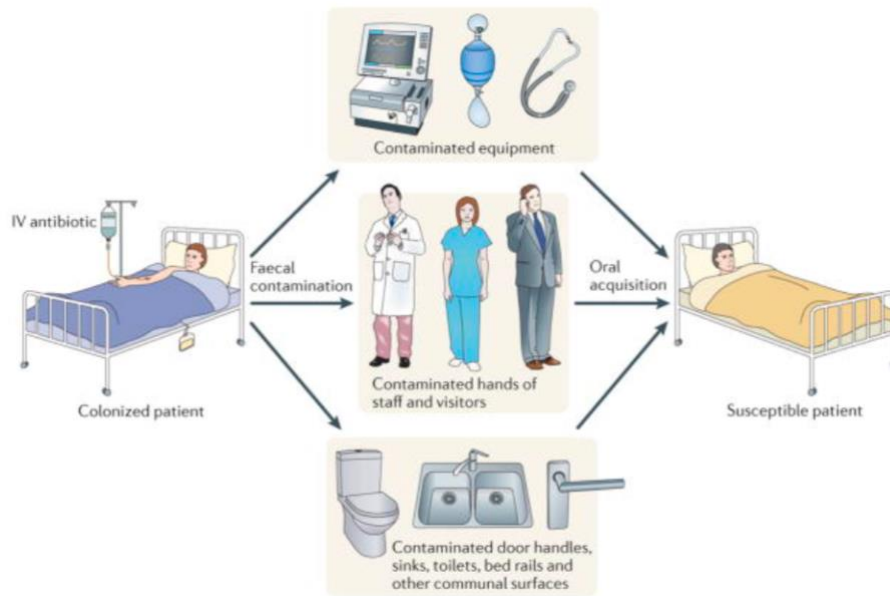 Contaminated equipment
IV antibiotic
Faecal
contamination
Oral
acquisition
Contaminated hands of
staff and visitors
Colonized patient
Susceptible patient
Contaminated door handles,
sinks, toilets, bed rails and
other communal surfaces